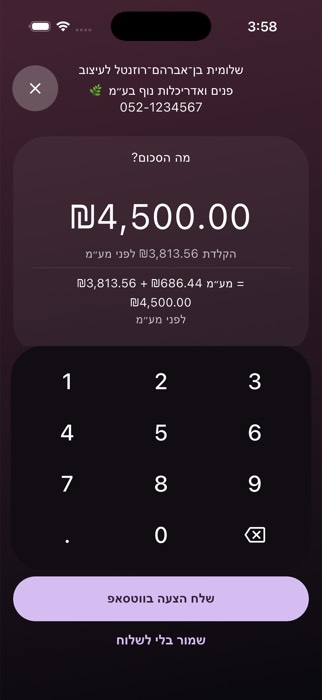 3:58
שלומית בן־אברהם־רוזנטל לעיצוב
פנים ואדריכלות נוף בע״מ 🌿
052-1234567
מה הסכום?
₪4,500.00
הקלדת ₪3,813.56 לפני מע״מ
₪3,813.56 + ₪686.44 מע״מ =
₪4,500.00
לפני מע״מ
1 2 3
4 5 6
7 8 9
. 0
שלח הצעה בווטסאפ
שמור בלי לשלוח